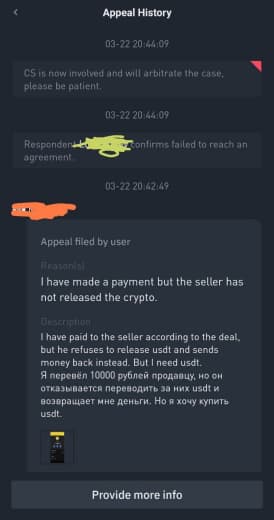 Appeal History
03-22 20:44:09
CS is now involved and will arbitrate the case,
please be patient.
03-22 20:44:09
Respondent confirms failed to reach an
agreement.
03-22 20:42:49
Appeal filed by user
Reason(s)
I have made a payment but the seller has
not released the crypto.
Description
I have paid to the seller according to the deal,
but he refuses to release usdt and sends
money back instead. But I need usdt.
Я перевёл 10000 рублей продавцу, но он
отказывается переводить за них usdt и
возвращает мне деньги. Но я хочу купить
usdt.
Provide more info